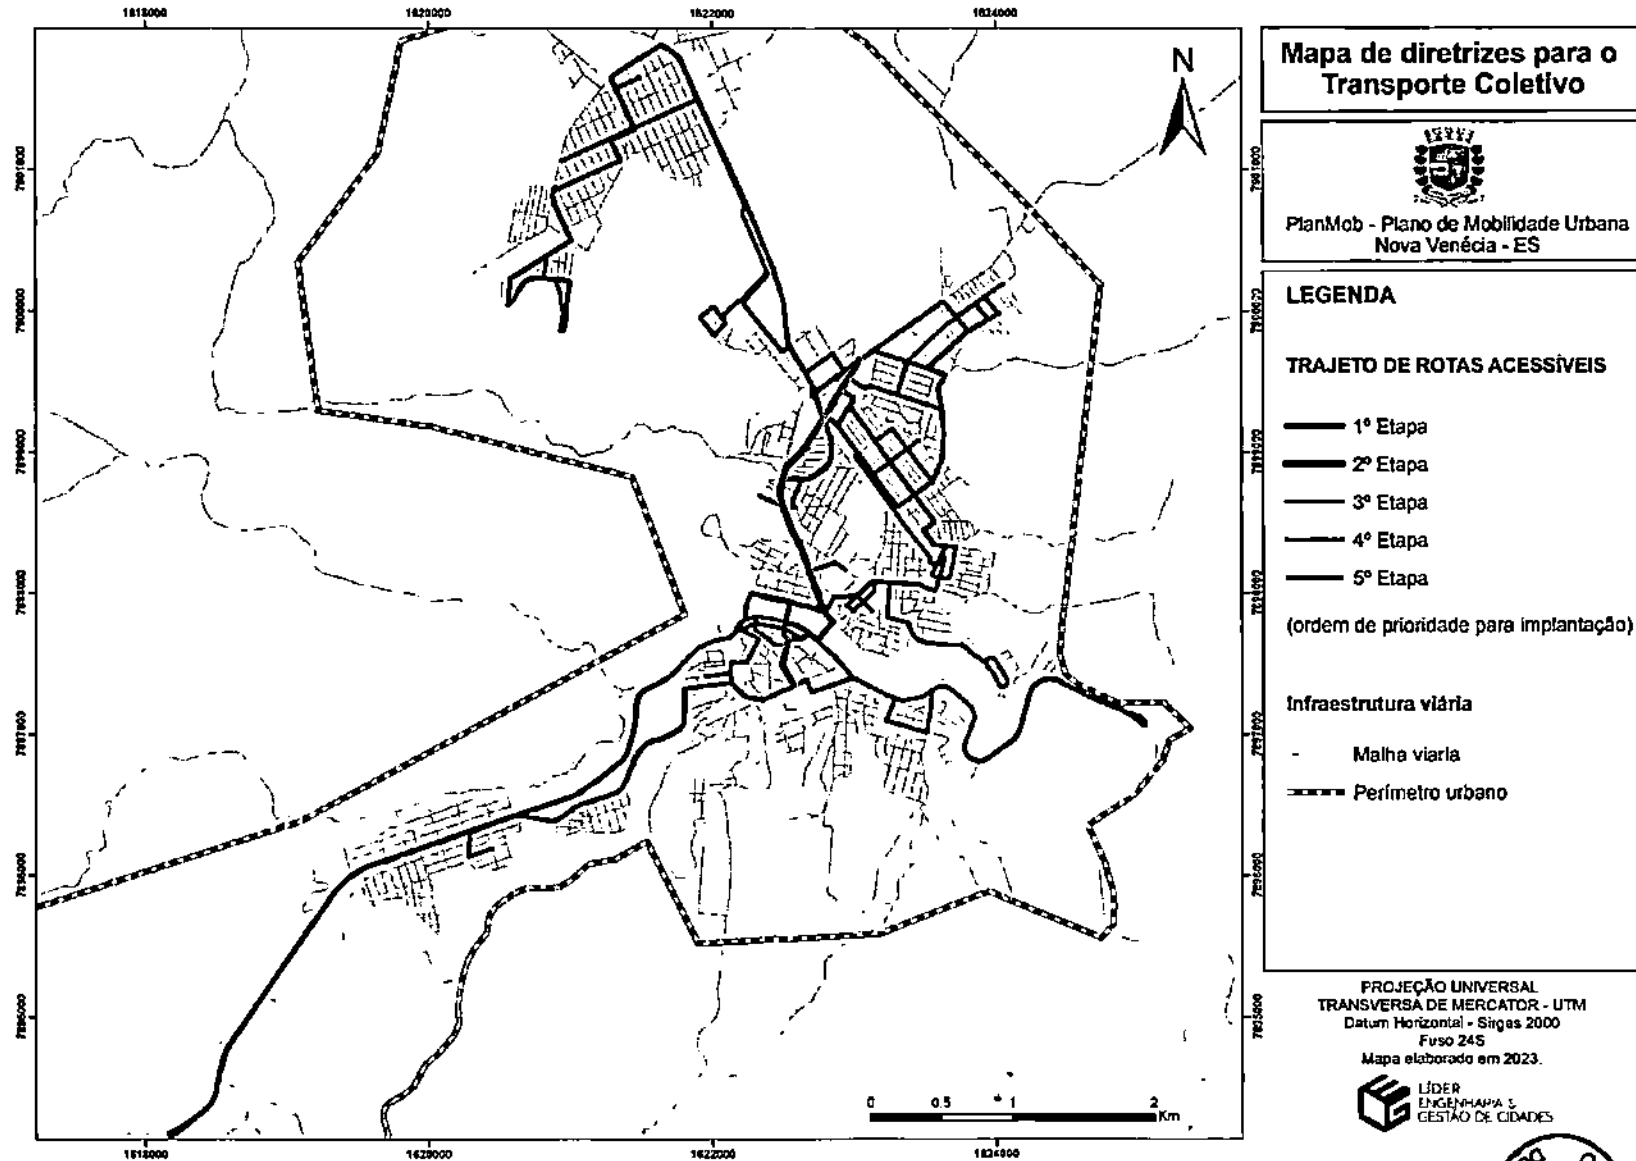 Mapa de diretrizes para o
Transporte Coletivo
PlanMob - Plano de Mobilidade Urbana
Nova Venécia - ES
LEGENDA
TRAJETO DE ROTAS ACESSÍVEIS
1º Etapa
2º Etapa
3º Etapa
4º Etapa
5º Etapa
(ordem de prioridade para implantação)
Infraestrutura viária
Malha viaria
Perímetro urbano
PROJEÇÃO UNIVERSAL
TRANSVERSA DE MERCATOR - UTM
Datum Horizontal - Sirgas 2000
Fuso 24S
Mapa elaborado em 2023.
LÍDER
ENGENHARIA &
GESTÃO DE CIDADES
N
0 0.5 1 2
Km